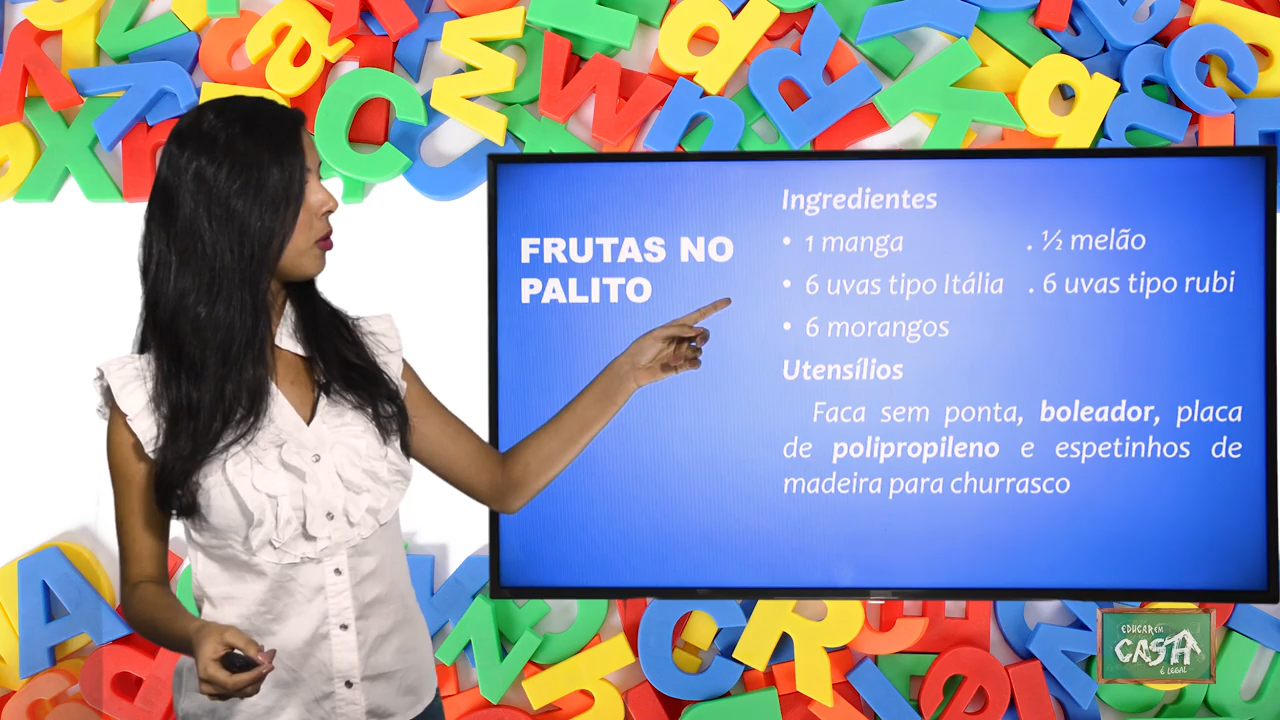 FRUTAS NO
PALITO
Ingredientes
• 1 manga . ½ melão
• 6 uvas tipo Itália . 6 uvas tipo rubi
• 6 morangos
Utensílios
Faca sem ponta, boleador, placa
de polipropileno e espetinhos de
madeira para churrasco
EDUCAR EM
CASA
É LEGAL